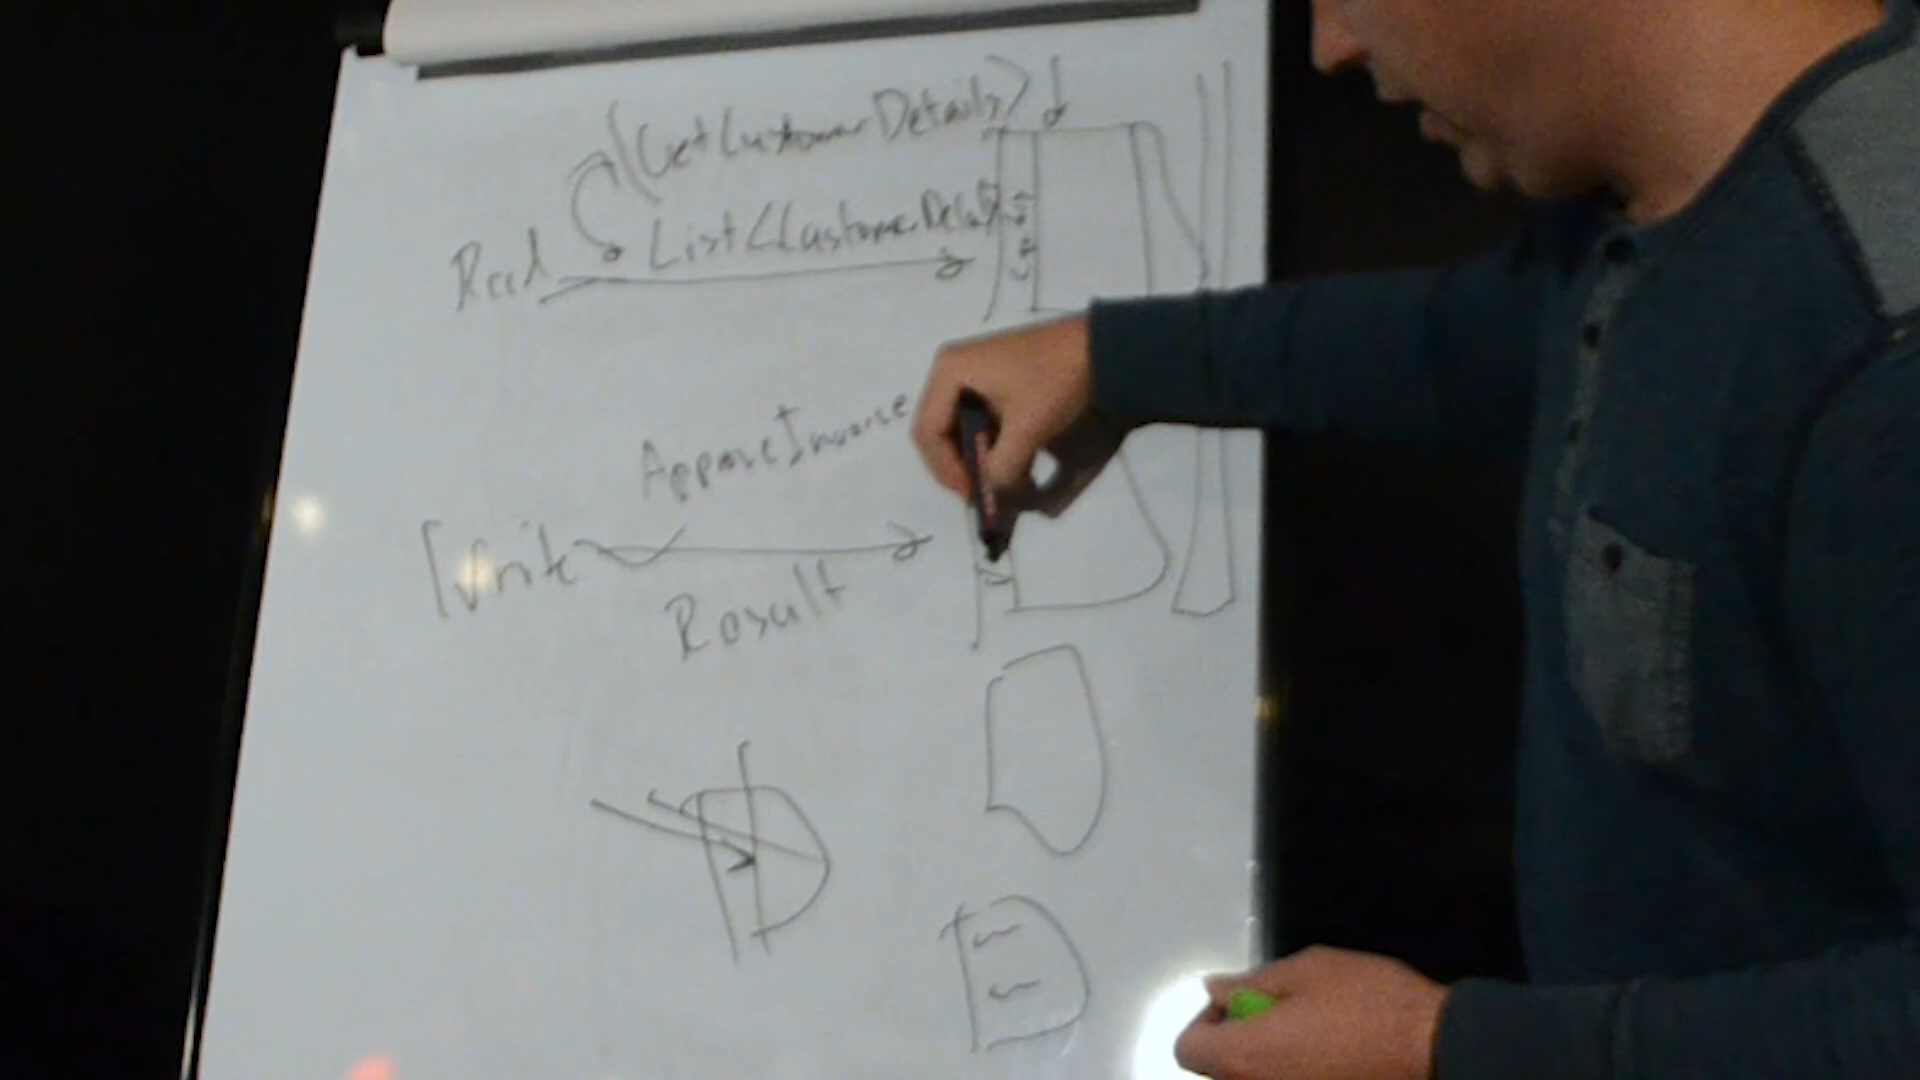 (GetCustomerDetails)
List<CustomerDetails
Read
ApproveInvoice
Write
Result